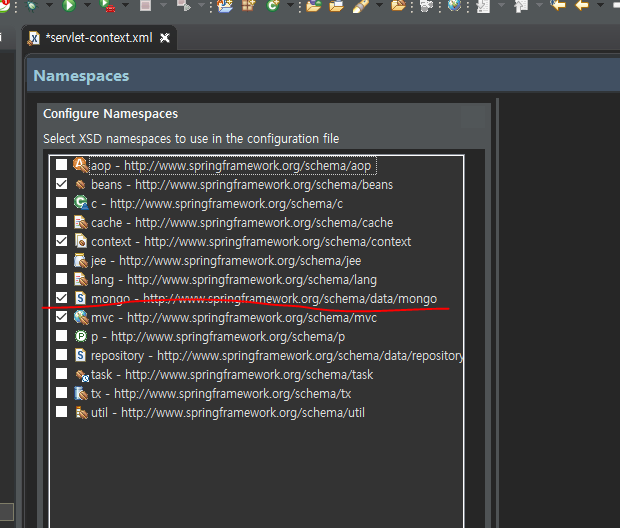 *servlet-context.xml
Namespaces
Configure Namespaces
Select XSD namespaces to use in the configuration file
aop - http://www.springframework.org/schema/aop
beans - http://www.springframework.org/schema/beans
c - http://www.springframework.org/schema/c
cache - http://www.springframework.org/schema/cache
context - http://www.springframework.org/schema/context
jee - http://www.springframework.org/schema/jee
lang - http://www.springframework.org/schema/lang
mongo - http://www.springframework.org/schema/data/mongo
mvc - http://www.springframework.org/schema/mvc
p - http://www.springframework.org/schema/p
repository - http://www.springframework.org/schema/data/repository
task - http://www.springframework.org/schema/task
tx - http://www.springframework.org/schema/tx
util - http://www.springframework.org/schema/util